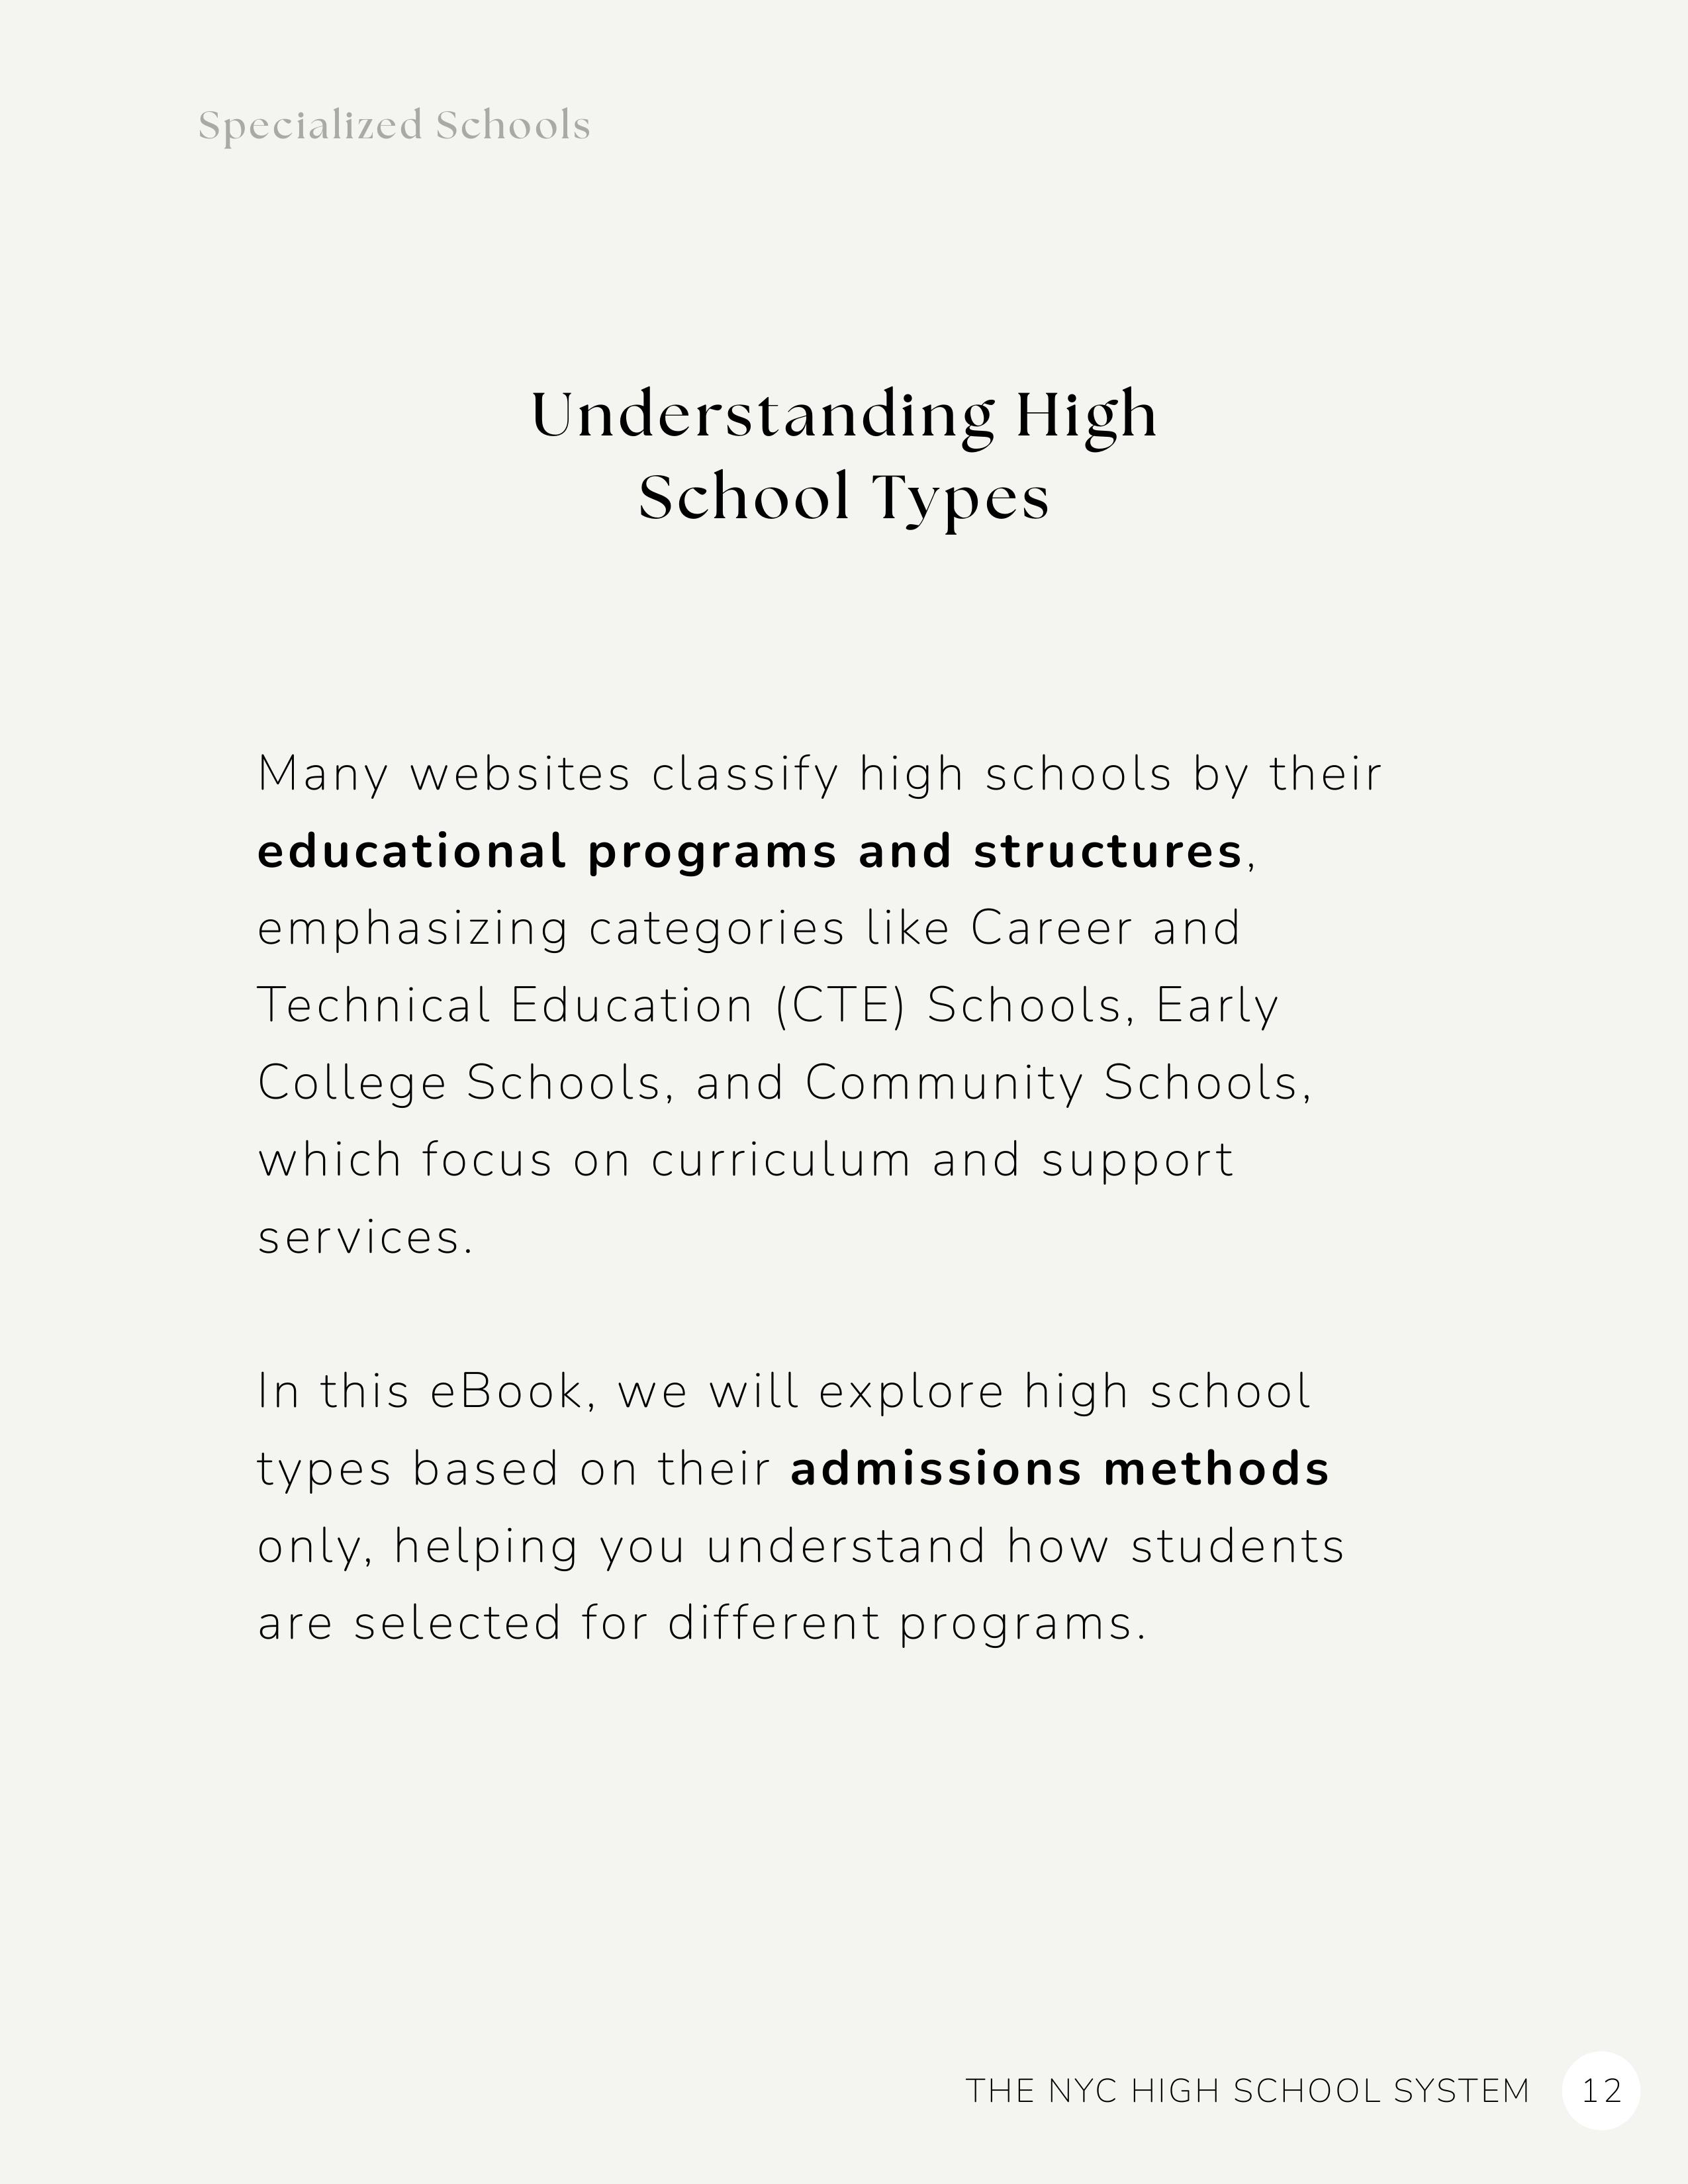 Specialized Schools
Understanding High
School Types
Many websites classify high schools by their
educational programs and structures,
emphasizing categories like Career and
Technical Education (CTE) Schools, Early
College Schools, and Community Schools,
which focus on curriculum and support
services.
In this eBook, we will explore high school
types based on their admissions methods
only, helping you understand how students
are selected for different programs.
THE NYC HIGH SCHOOL SYSTEM 12